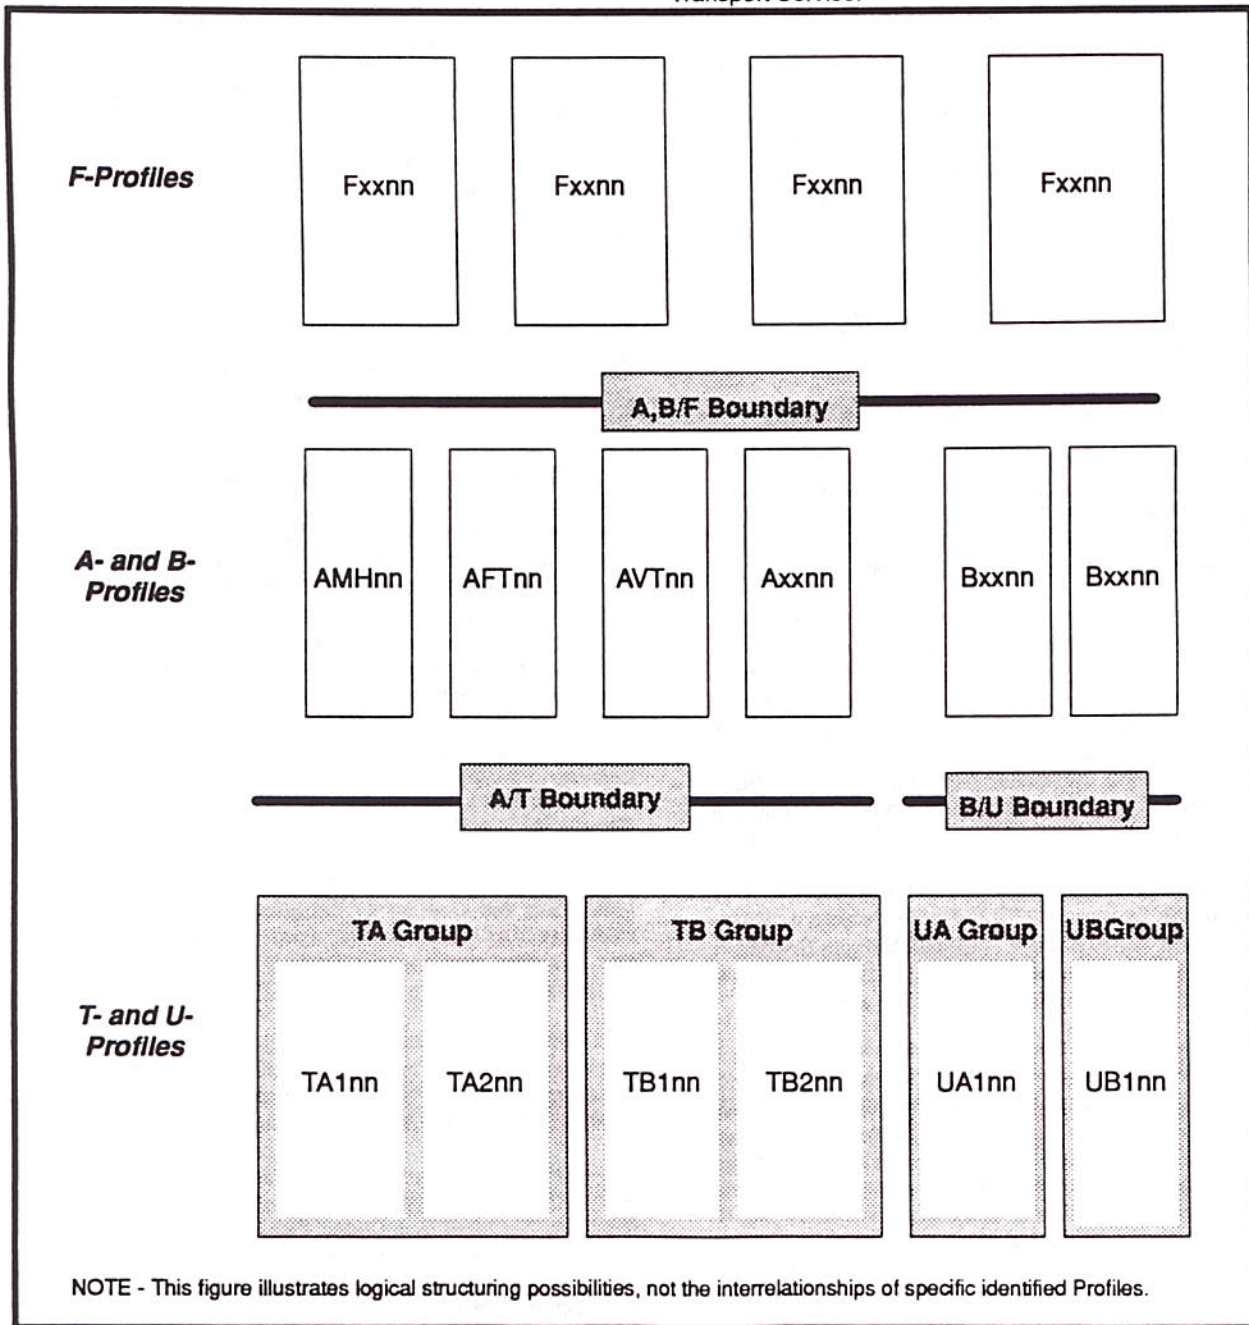 F-Profiles
Fxxnn
Fxxnn
Fxxnn
Fxxnn
A,B/F Boundary
A- and B-
Profiles
AMHnn
AFTnn
AVTnn
Axxnn
Bxxnn
Bxxnn
A/T Boundary
B/U Boundary
TA Group
TB Group
UA Group
UBGroup
T- and U-
Profiles
TA1nn
TA2nn
TB1nn
TB2nn
UA1nn
UB1nn
NOTE - This figure illustrates logical structuring possibilities, not the interrelationships of specific identified Profiles.